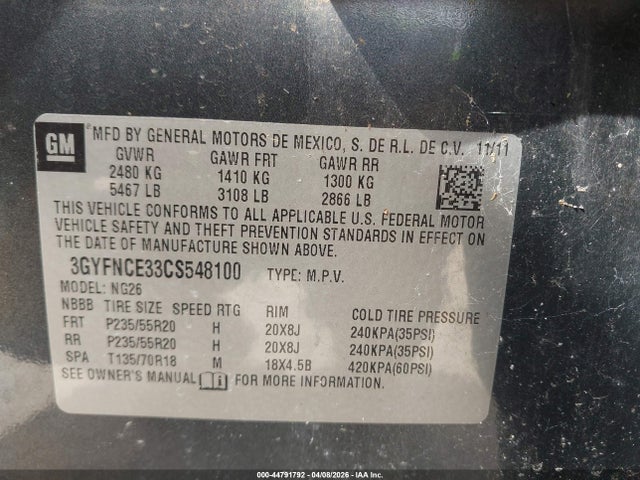 GM
® MFD BY GENERAL MOTORS DE MEXICO, S. DE R.L. DE C.V. 11/11
GVWR GAWR FRT GAWR RR
2480 KG 1410 KG 1300 KG
5467 LB 3108 LB 2866 LB
THIS VEHICLE CONFORMS TO ALL APPLICABLE U.S. FEDERAL MOTOR
VEHICLE SAFETY AND THEFT PREVENTION STANDARDS IN EFFECT ON
THE DATE OF MANUFACTURE SHOWN ABOVE.
3GYFNCE33CS548100 TYPE: M.P.V.
MODEL: NG26
NBBB TIRE SIZE SPEED RTG RIM COLD TIRE PRESSURE
FRT P235/55R20 H 20X8J 240KPA(35PSI)
RR P235/55R20 H 20X8J 240KPA(35PSI)
SPA T135/70R18 M 18X4.5B 420KPA(60PSI)
SEE OWNER'S MANUAL FOR MORE INFORMATION.
000-44791792 - 04/08/2026 - IAA Inc.